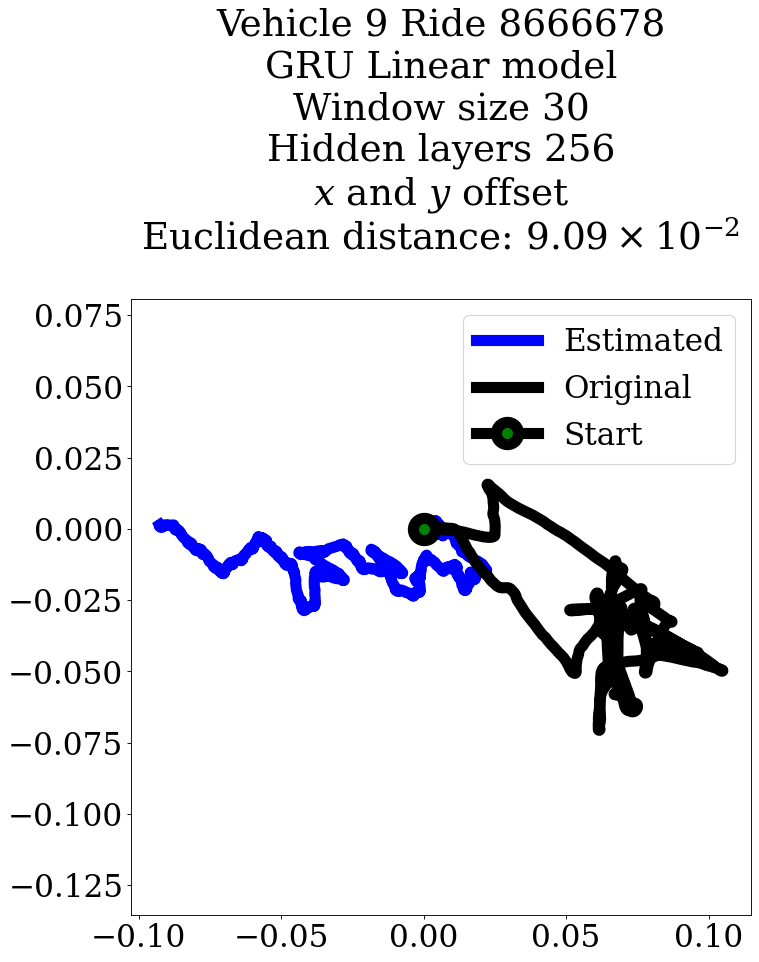 Vehicle 9 Ride 8666678
GRU Linear model
Window size 30
Hidden layers 256
x and y offset
Euclidean distance: 9.09 × 10⁻²
Estimated
Original
Start
0.075
0.050
0.025
0.000
−0.025
−0.050
−0.075
−0.100
−0.125
−0.10 −0.05 0.00 0.05 0.10